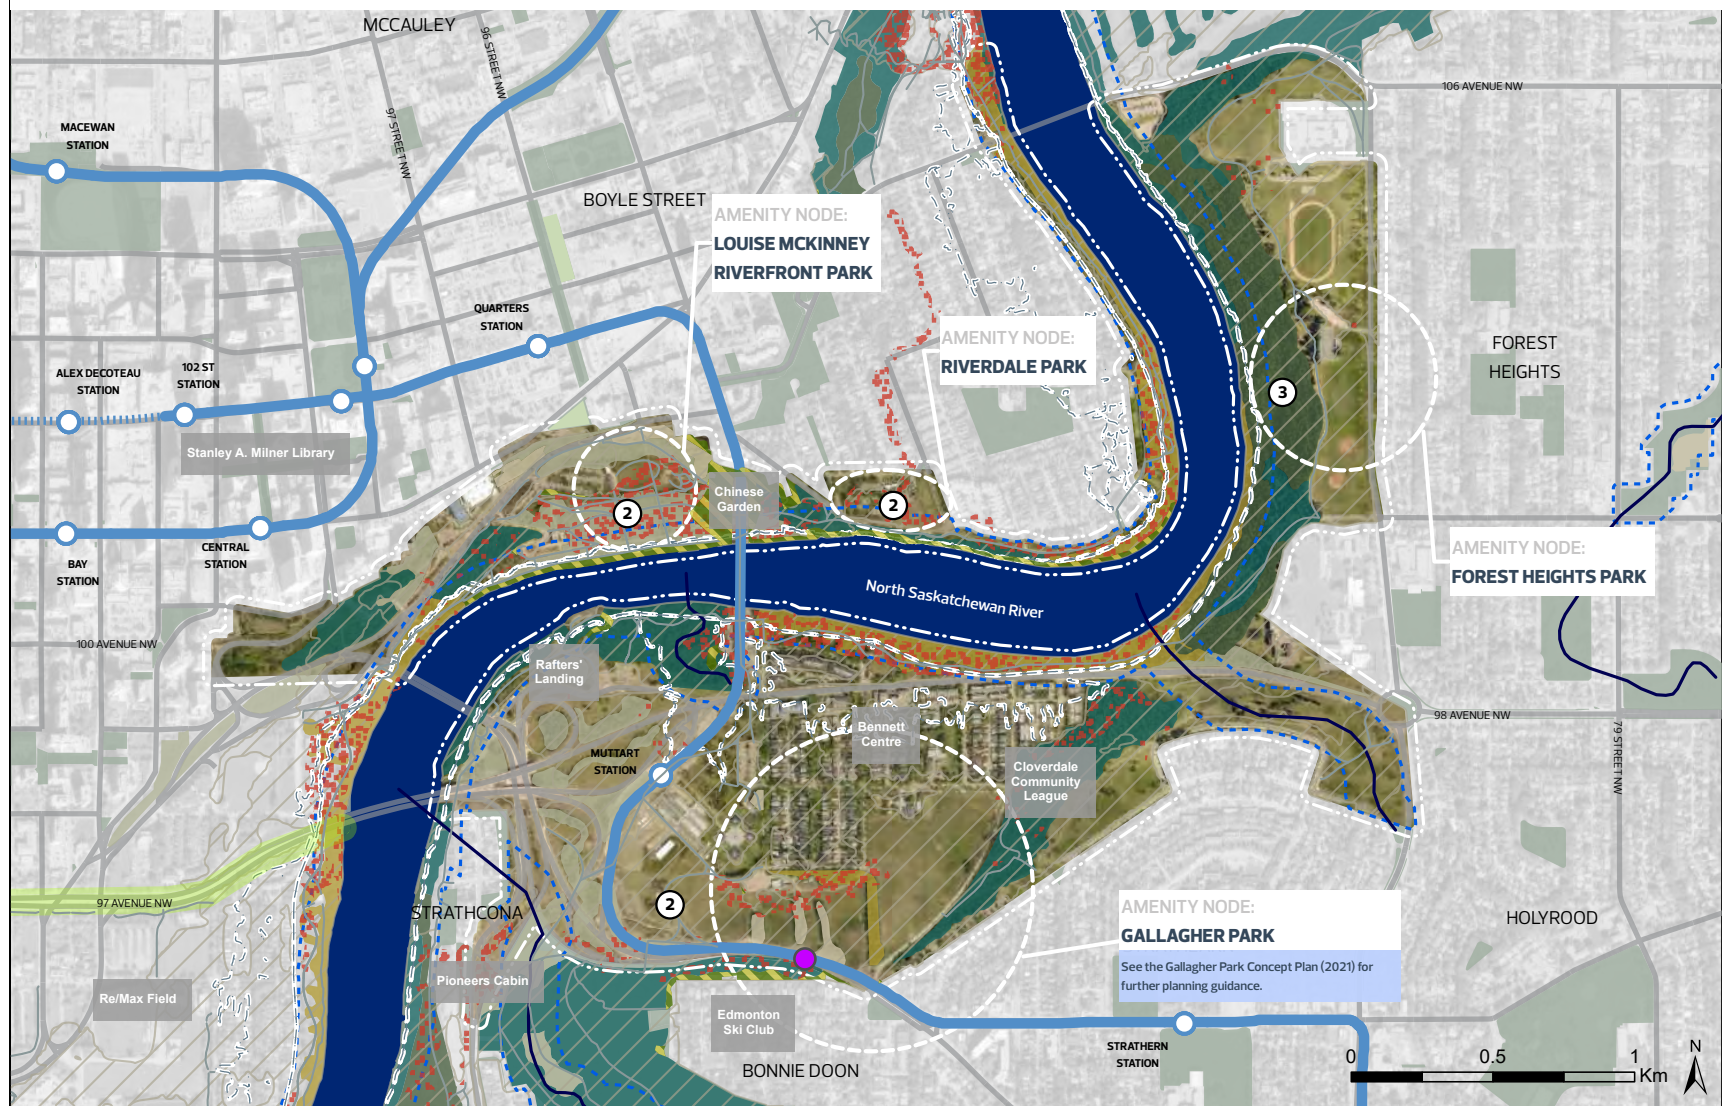 MCCAULEY
96 STREET NW
97 STREET NW
106 AVENUE NW
MACEWAN
STATION
BOYLE STREET
AMENITY NODE:
LOUISE MCKINNEY
RIVERFRONT PARK
QUARTERS
STATION
AMENITY NODE:
RIVERDALE PARK
FOREST
HEIGHTS
ALEX DECOTEAU
STATION
102 ST
STATION
3
Stanley A. Milner Library
Chinese
Garden
2
2
CENTRAL
STATION
BAY
STATION
AMENITY NODE:
FOREST HEIGHTS PARK
North Saskatchewan River
100 AVENUE NW
Rafters'
Landing
98 AVENUE NW
79 STREET NW
Bennett
Centre
MUTTART
STATION
Cloverdale
Community
League
97 AVENUE NW
STRATHCONA
2
AMENITY NODE:
GALLAGHER PARK
See the Gallagher Park Concept Plan (2021) for
further planning guidance.
HOLYROOD
Pioneers Cabin
Re/Max Field
Edmonton
Ski Club
BONNIE DOON
STRATHERN
STATION
0 0.5 1
Km
N